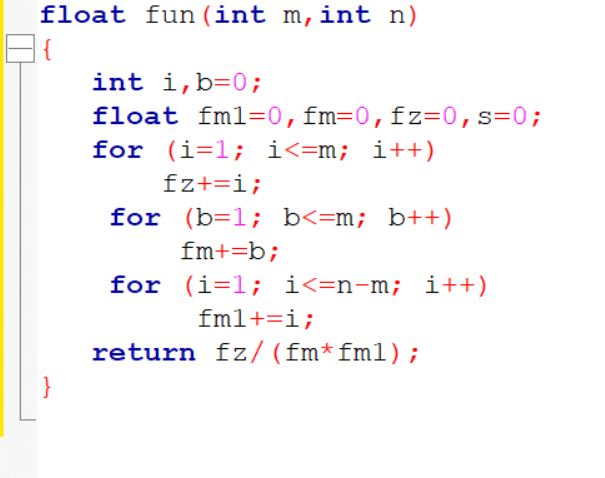 float fun(int m,int n)
{
int i,b=0;
float fm1=0,fm=0,fz=0,s=0;
for (i=1; i<=m; i++)
fz+=i;
for (b=1; b<=m; b++)
fm+=b;
for (i=1; i<=n-m; i++)
fm1+=i;
return fz/(fm*fm1);
}